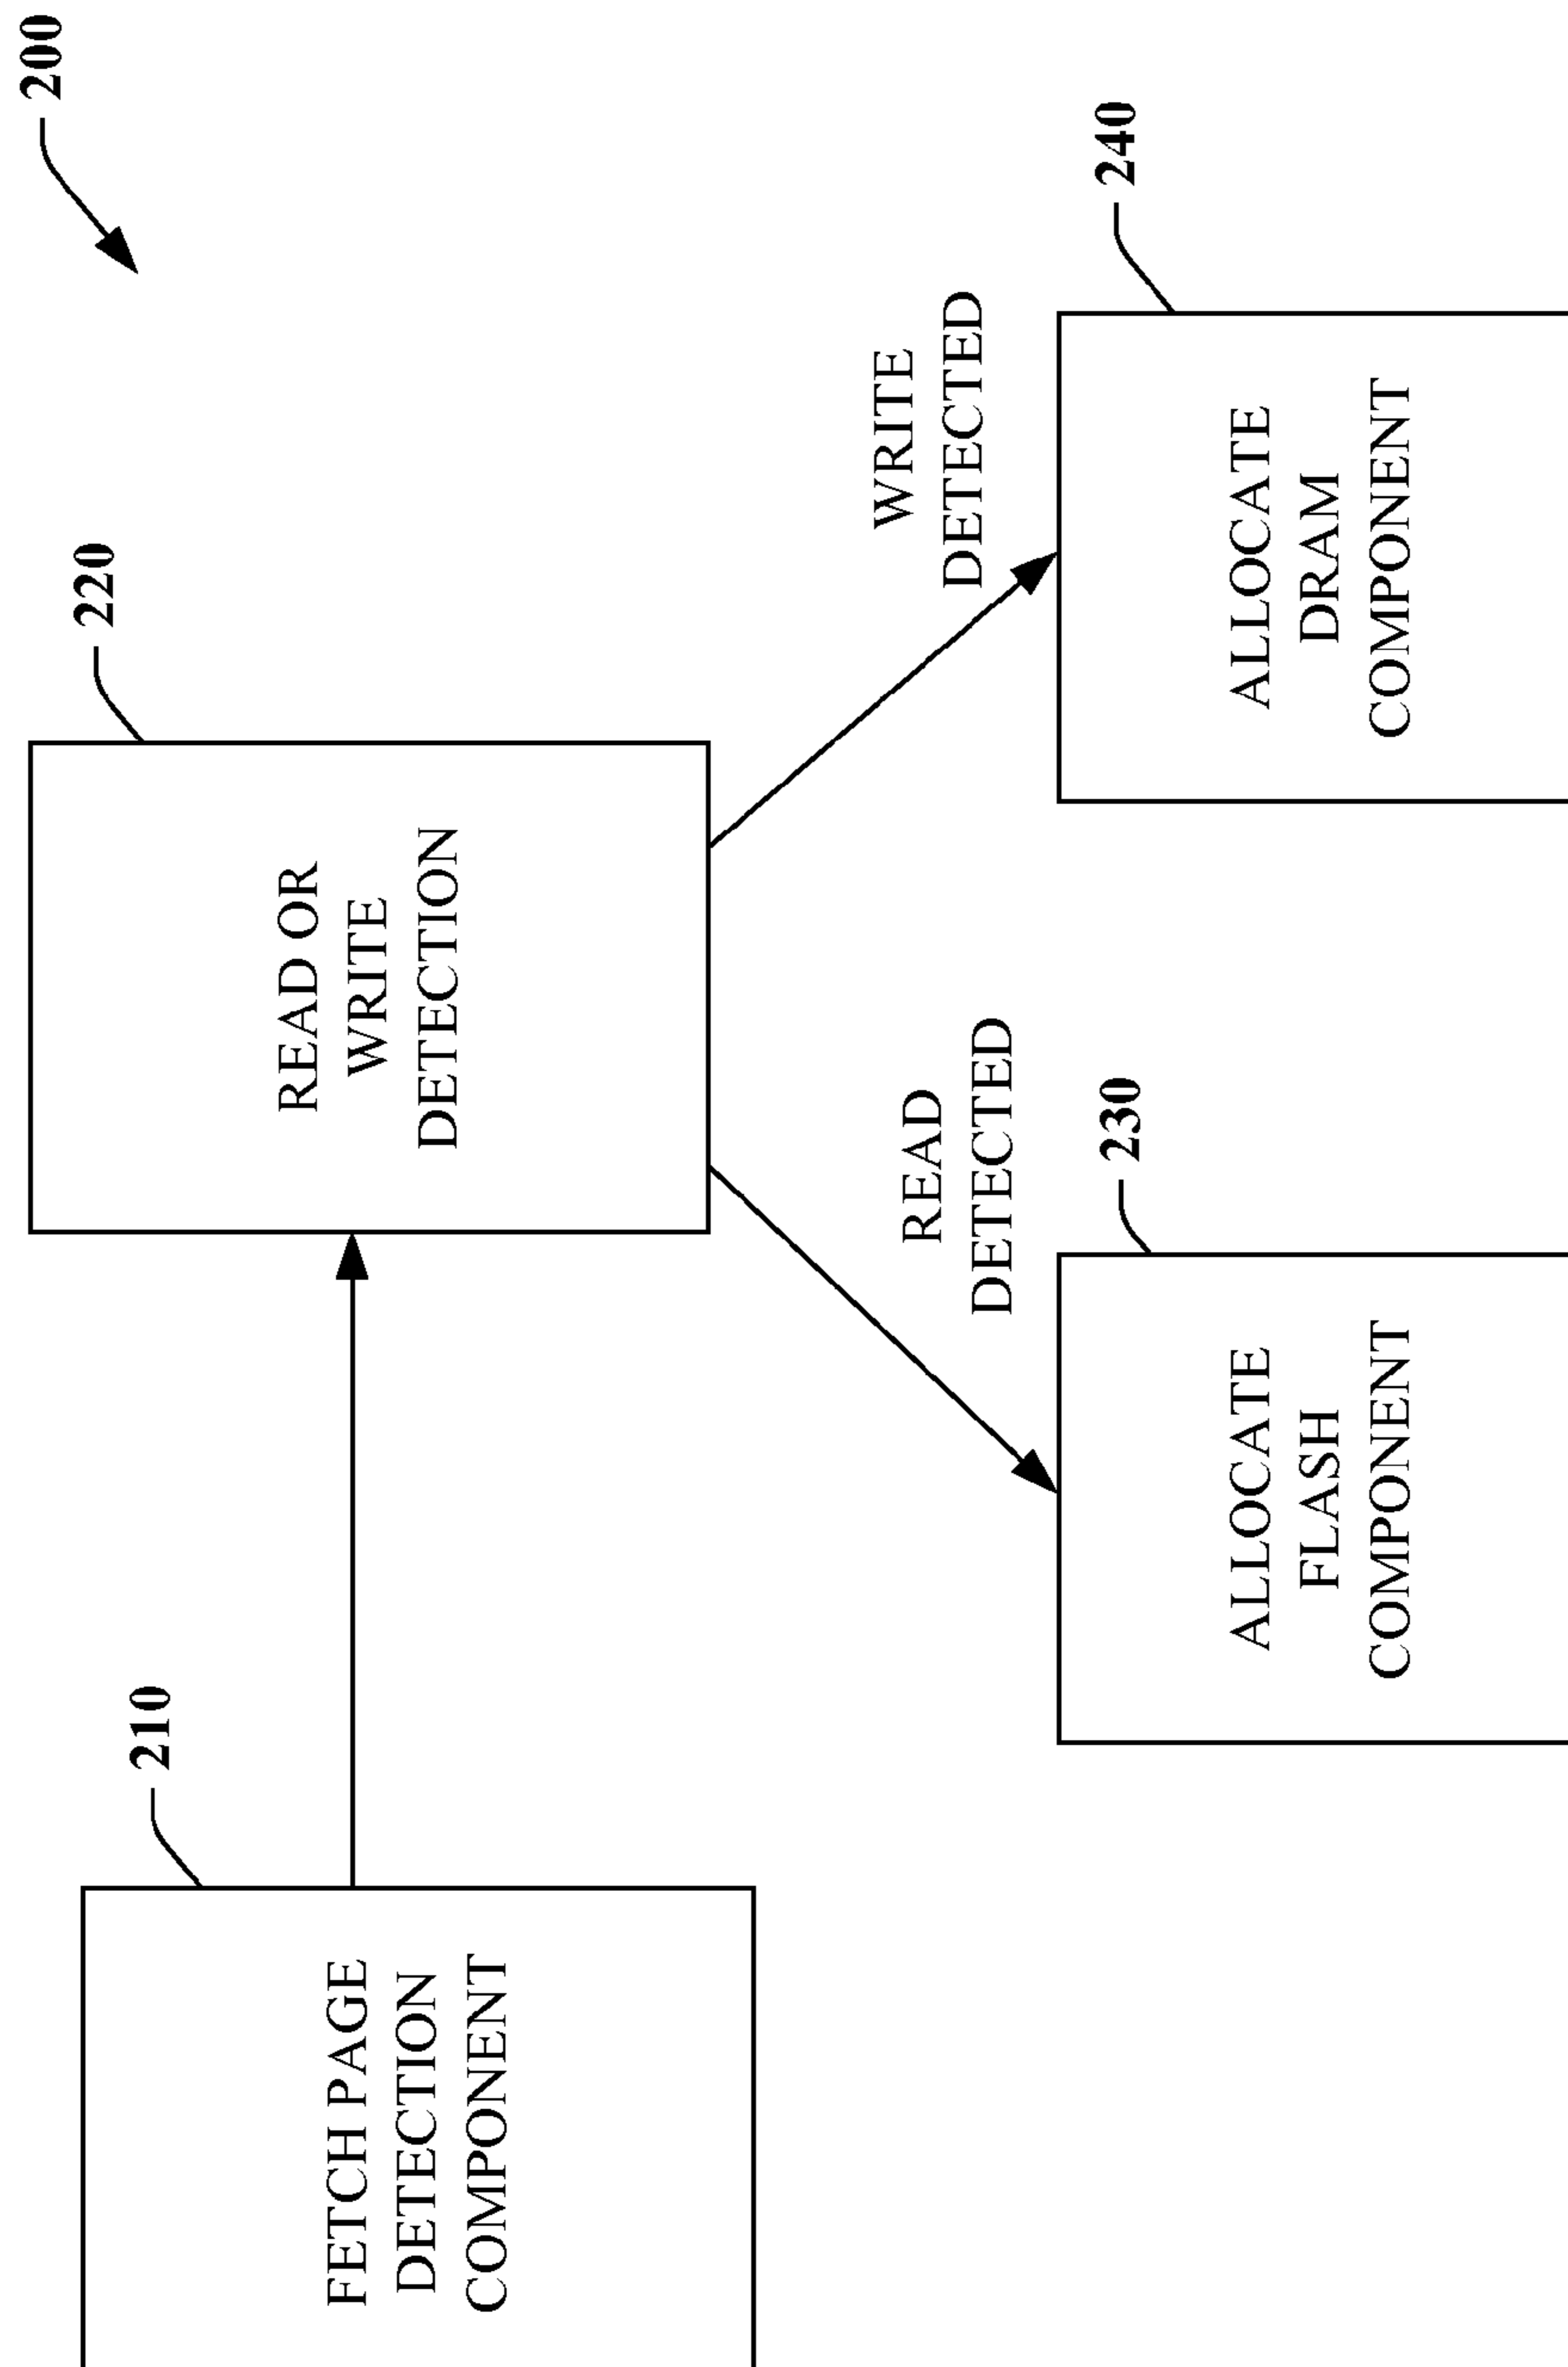 200
210
FETCH PAGE
DETECTION
COMPONENT
220
READ OR
WRITE
DETECTION
READ
DETECTED
WRITE
DETECTED
230
ALLOCATE
FLASH
COMPONENT
240
ALLOCATE
DRAM
COMPONENT